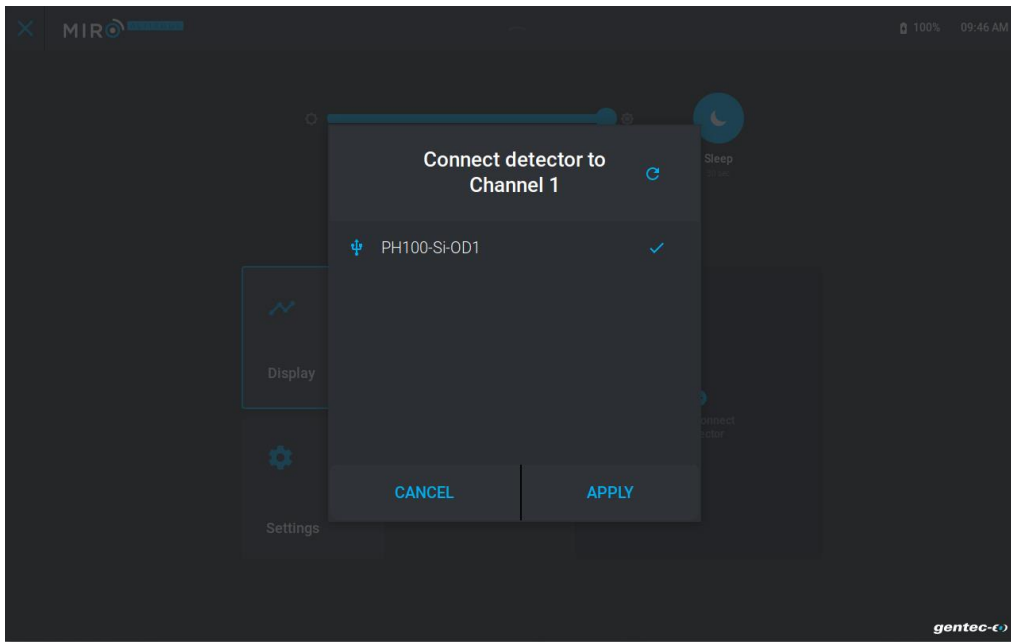 MIRO
100%
09:46 AM
Connect detector to
Channel 1
Sleep
PH100-Si-OD1
Display
Settings
CANCEL
APPLY
gentec-eo